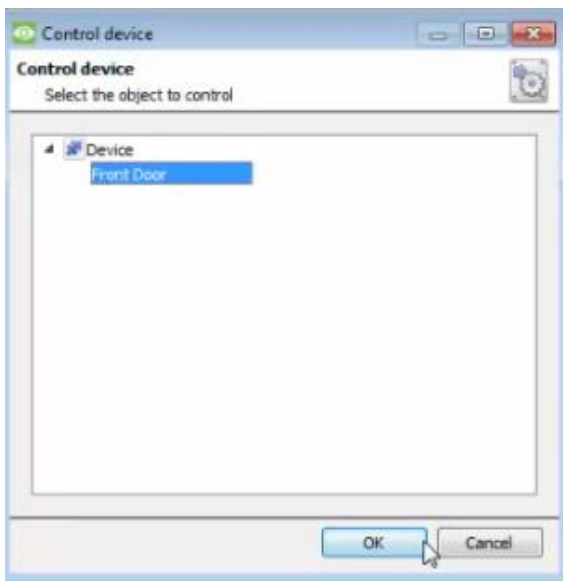 Control device
Control device
Select the object to control
Device
Front Door
OK
Cancel